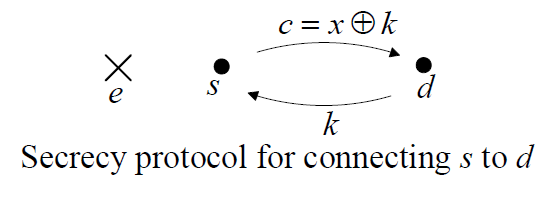 c = x ⊕ k
e s d
k
Secrecy protocol for connecting s to d